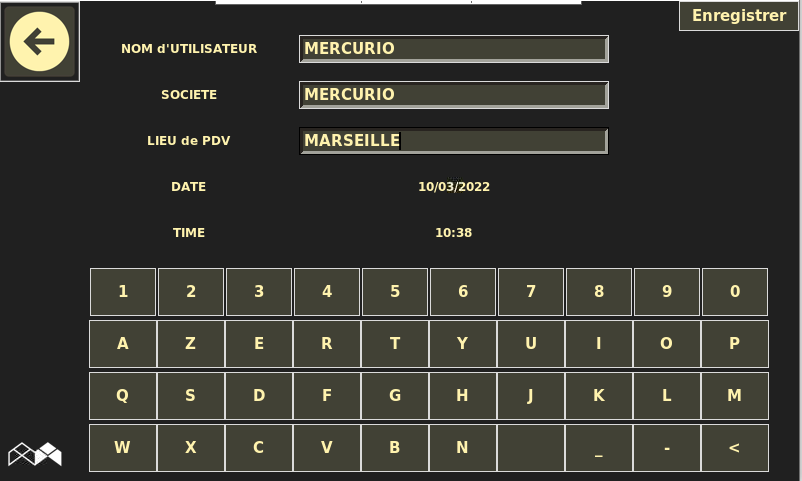 Enregistrer
NOM d'UTILISATEUR MERCURIO
SOCIETE MERCURIO
LIEU de PDV MARSEILLE
DATE 10/03/2022
TIME 10:38
1 2 3 4 5 6 7 8 9 0
A Z E R T Y U I O P
Q S D F G H J K L M
W X C V B N _ - <